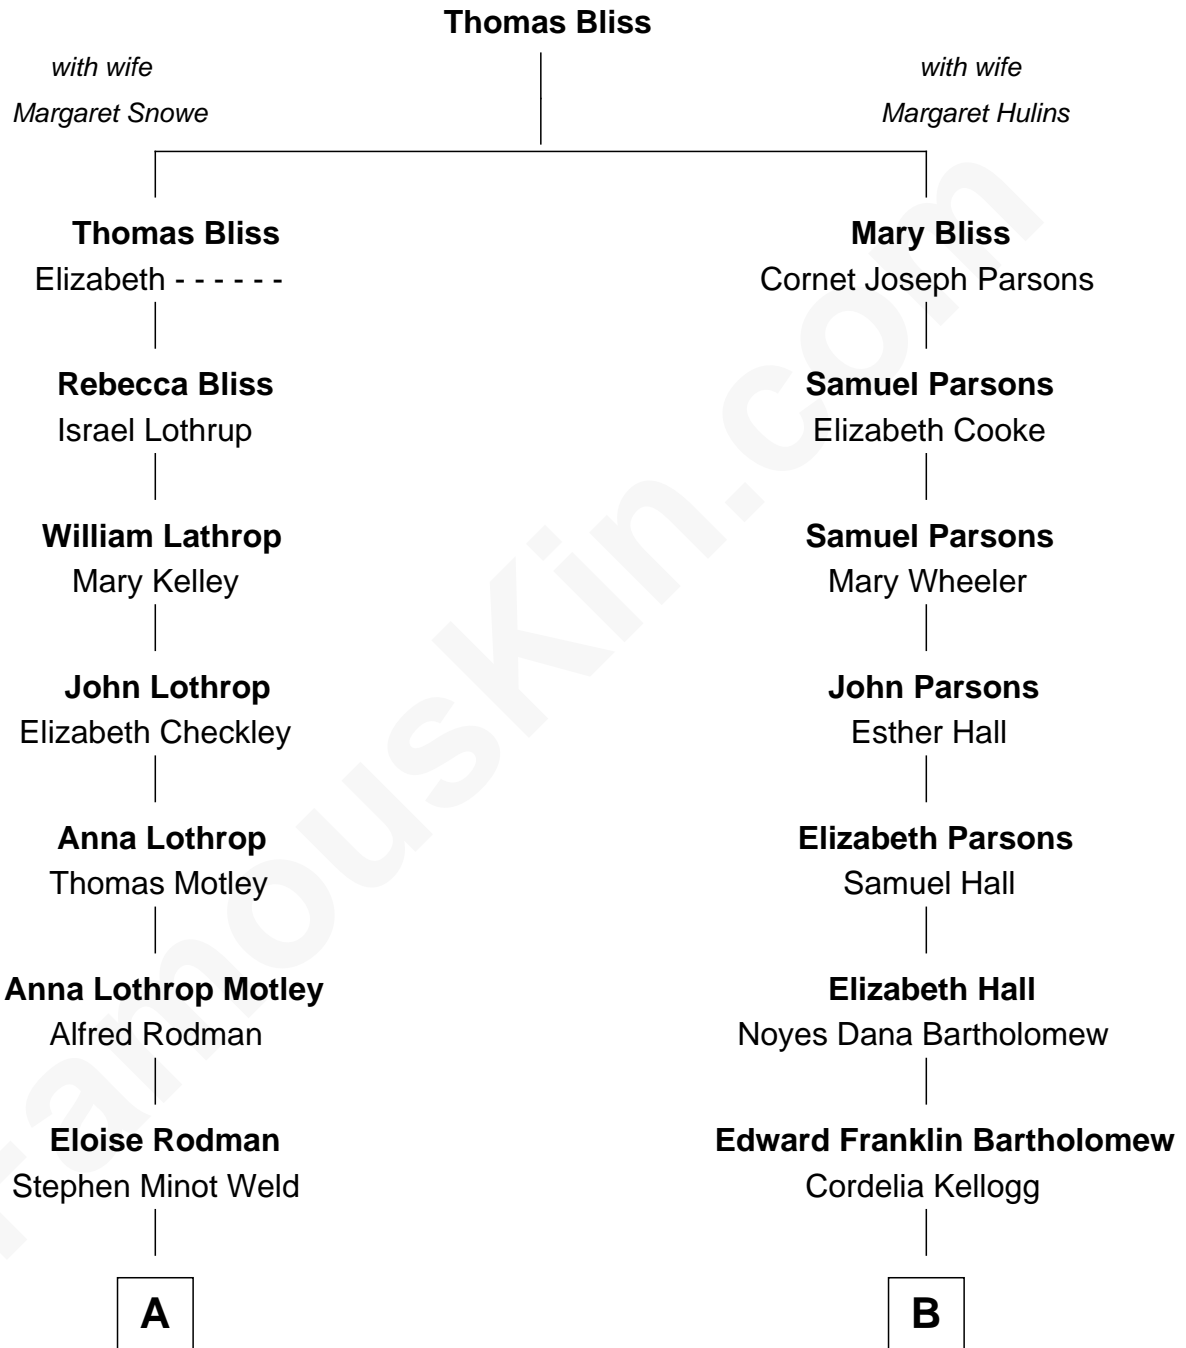 Thomas Bliss
with wife
Margaret Snowe
with wife
Margaret Hulins
Thomas Bliss
Elizabeth - - - - - -
Mary Bliss
Cornet Joseph Parsons
Rebecca Bliss
Israel Lothrup
Samuel Parsons
Elizabeth Cooke
William Lathrop
Mary Kelley
Samuel Parsons
Mary Wheeler
John Lothrop
Elizabeth Checkley
John Parsons
Esther Hall
Anna Lothrop
Thomas Motley
Elizabeth Parsons
Samuel Hall
Anna Lothrop Motley
Alfred Rodman
Elizabeth Hall
Noyes Dana Bartholomew
Eloise Rodman
Stephen Minot Weld
Edward Franklin Bartholomew
Cordelia Kellogg
A
B
FamousKin.com